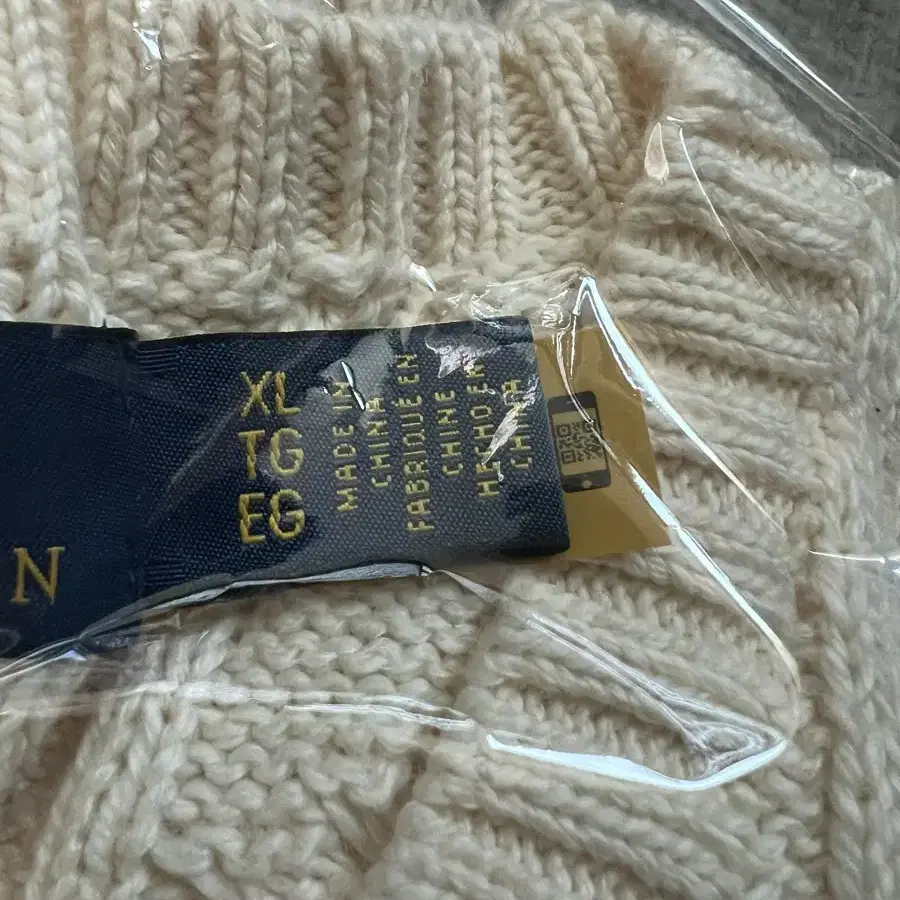 N
XL
TG
EG
MADE IN
CHINA
FABRIQUÉ EN
CHINE
HECHO EN
CHINA